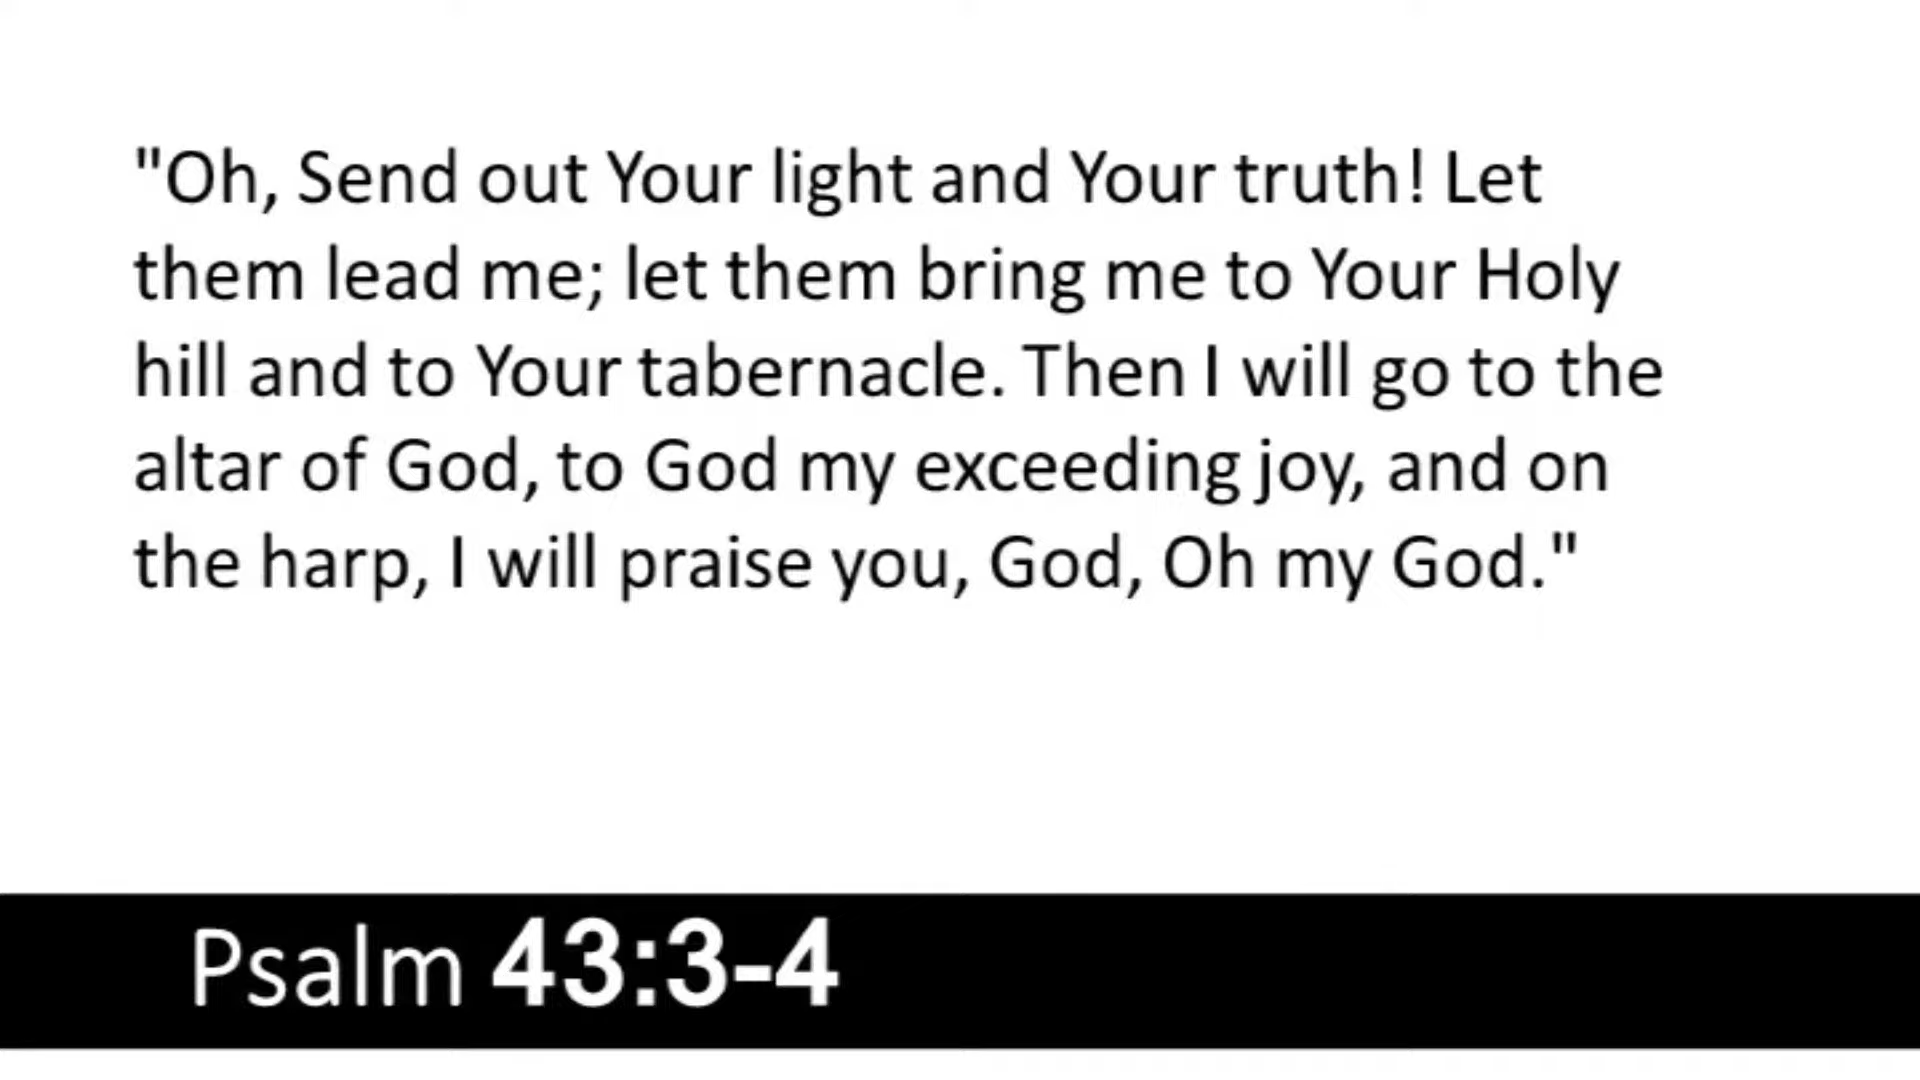 "Oh, Send out Your light and Your truth! Let
them lead me; let them bring me to Your Holy
hill and to Your tabernacle. Then I will go to the
altar of God, to God my exceeding joy, and on
the harp, I will praise you, God, Oh my God."
Psalm 43:3-4